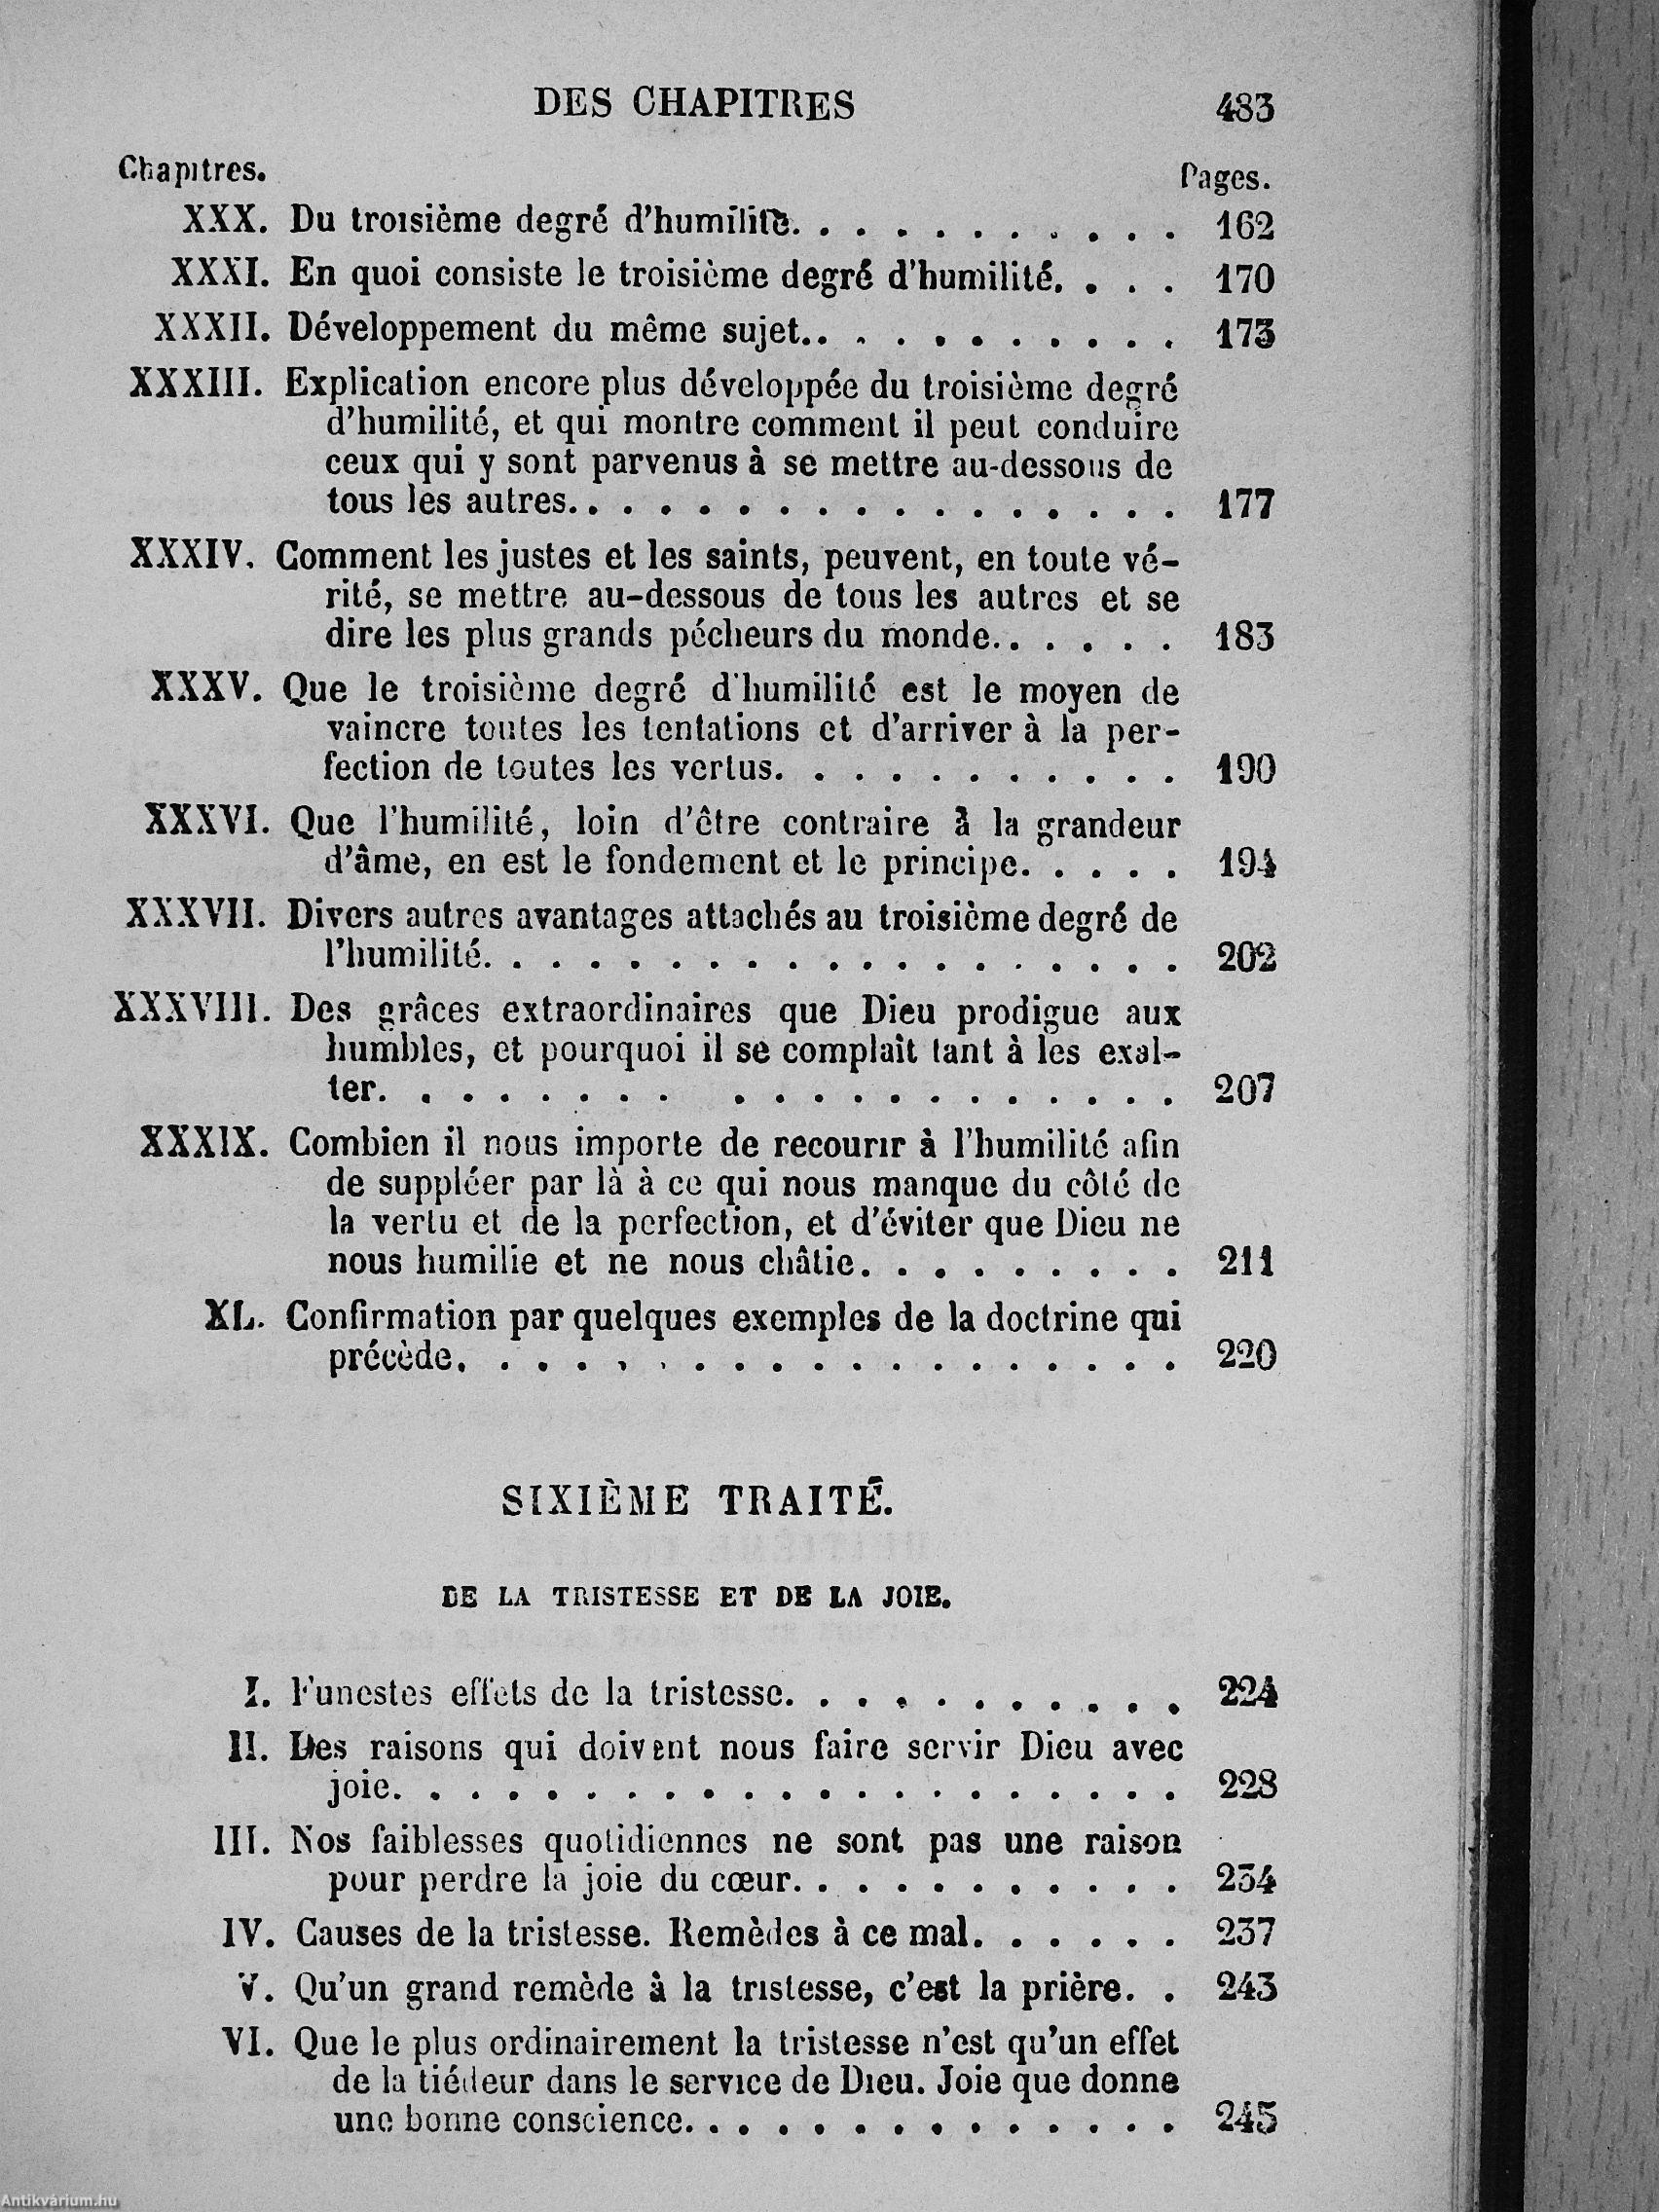 DES CHAPITRES 483
Chapitres. Pages.
XXX. Du troisième degré d'humilité. . . . . . . . . . . 162
XXXI. En quoi consiste le troisième degré d'humilité. . . . 170
XXXII. Développement du même sujet. . . . . . . . . . . 173
XXXIII. Explication encore plus développée du troisième degré
d'humilité, et qui montre comment il peut conduire
ceux qui y sont parvenus à se mettre au-dessous de
tous les autres. . . . . . . . . . . . . . . . . 177
XXXIV. Comment les justes et les saints, peuvent, en toute vé-
rité, se mettre au-dessous de tous les autres et se
dire les plus grands pécheurs du monde. . . . . . 183
XXXV. Que le troisième degré d'humilité est le moyen de
vaincre toutes les tentations et d'arriver à la per-
fection de toutes les vertus. . . . . . . . . . . 190
XXXVI. Que l'humilité, loin d'être contraire à la grandeur
d'âme, en est le fondement et le principe. . . . . 194
XXXVII. Divers autres avantages attachés au troisième degré de
l'humilité. . . . . . . . . . . . . . . . . . . 202
XXXVIII. Des grâces extraordinaires que Dieu prodigue aux
humbles, et pourquoi il se complaît tant à les exal-
ter. . . . . . . . . . . . . . . . . . . . 207
XXXIX. Combien il nous importe de recourir à l'humilité afin
de suppléer par là à ce qui nous manque du côté de
la vertu et de la perfection, et d'éviter que Dieu ne
nous humilie et ne nous châtie. . . . . . . . . 211
XL. Confirmation par quelques exemples de la doctrine qui
précède. . . . . . . . . . . . . . . . . . . 220
SIXIÈME TRAITÉ.
DE LA TRISTESSE ET DE LA JOIE.
I. Funestes effets de la tristesse. . . . . . . . . . . 224
II. Des raisons qui doivent nous faire servir Dieu avec
joie. . . . . . . . . . . . . . . . . . . . . 228
III. Nos faiblesses quotidiennes ne sont pas une raison
pour perdre la joie du cœur. . . . . . . . . . . 234
IV. Causes de la tristesse. Remèdes à ce mal. . . . . . 237
V. Qu'un grand remède à la tristesse, c'est la prière. . 243
VI. Que le plus ordinairement la tristesse n'est qu'un effet
de la tiédeur dans le service de Dieu. Joie que donne
une bonne conscience. . . . . . . . . . . . . . 245
Antikvárium.hu